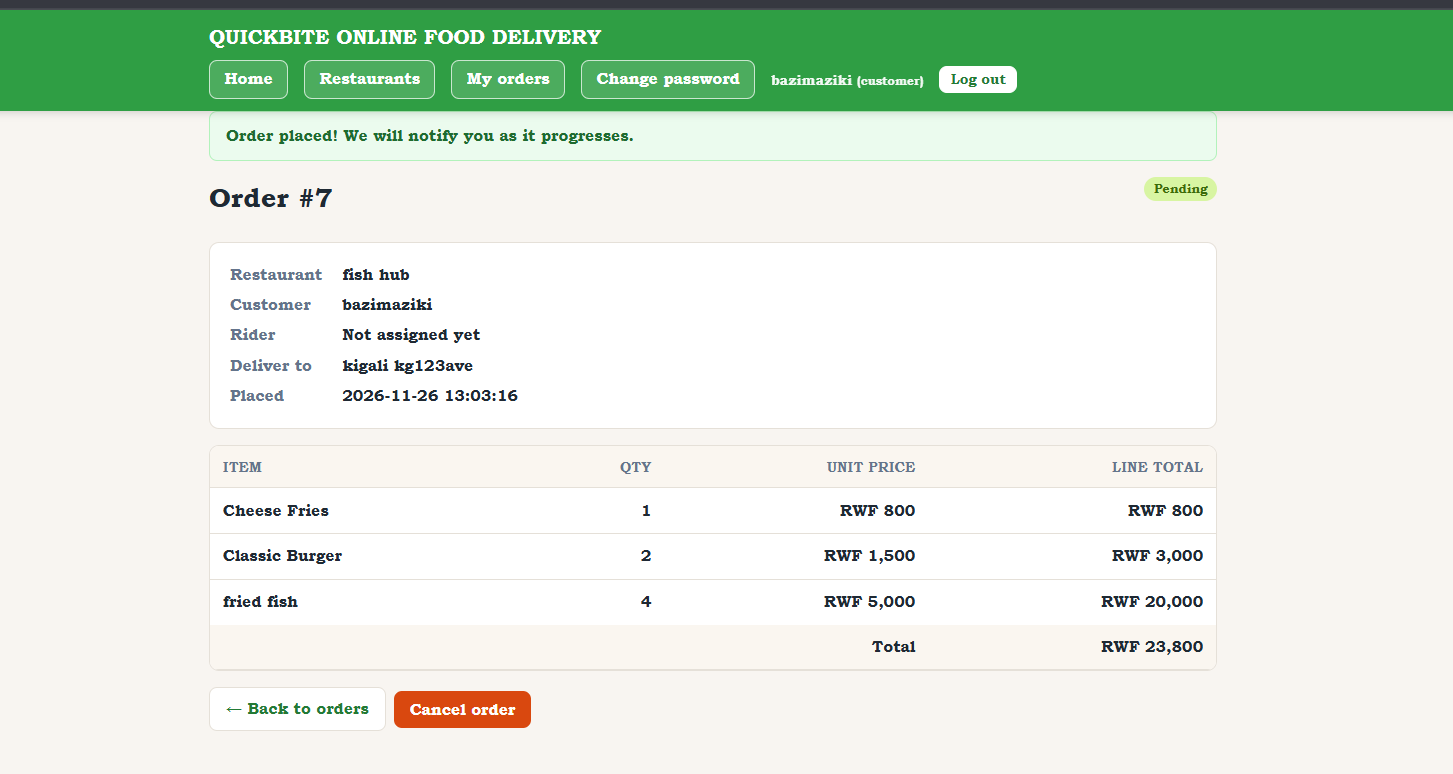 QUICKBITE ONLINE FOOD DELIVERY
Home Restaurants My orders Change password bazimaziki (customer) Log out
Order placed! We will notify you as it progresses.
Order #7 Pending
Restaurant fish hub
Customer bazimaziki
Rider Not assigned yet
Deliver to kigali kg123ave
Placed 2026-11-26 13:03:16
ITEM QTY UNIT PRICE LINE TOTAL
Cheese Fries 1 RWF 800 RWF 800
Classic Burger 2 RWF 1,500 RWF 3,000
fried fish 4 RWF 5,000 RWF 20,000
Total RWF 23,800
← Back to orders Cancel order